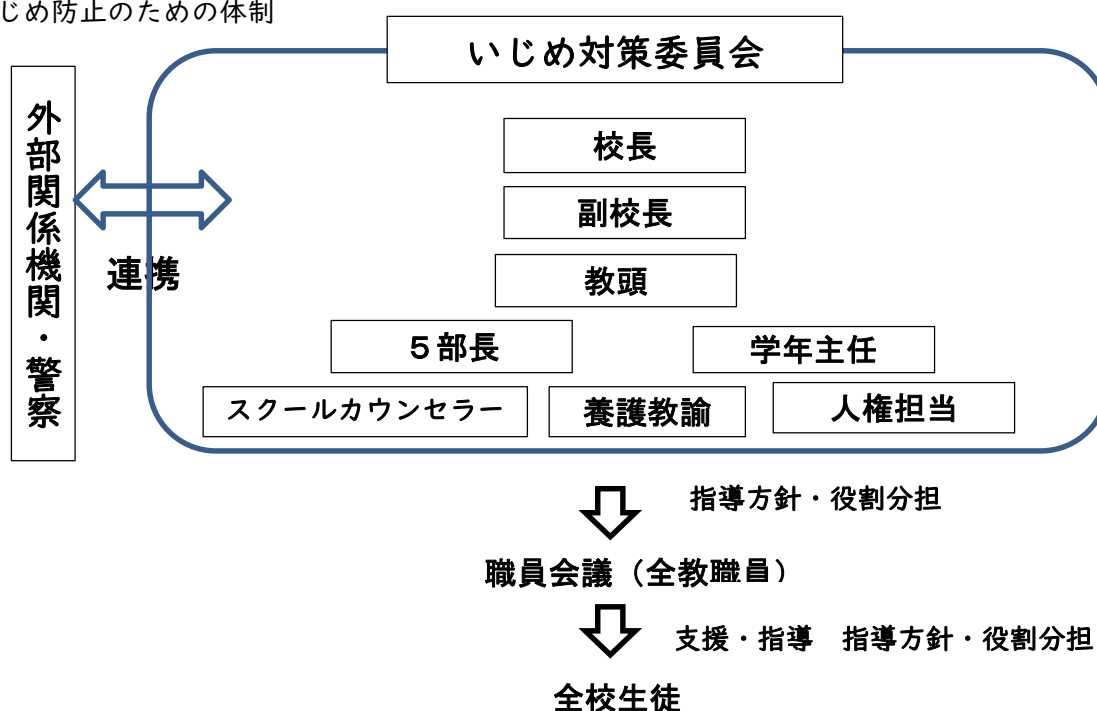 じめ防止のための体制
いじめ対策委員会
外部関係機関・警察
連携
校長
副校長
教頭
５部長
学年主任
スクールカウンセラー
養護教諭
人権担当
指導方針・役割分担
職員会議（全教職員）
支援・指導　指導方針・役割分担
全校生徒